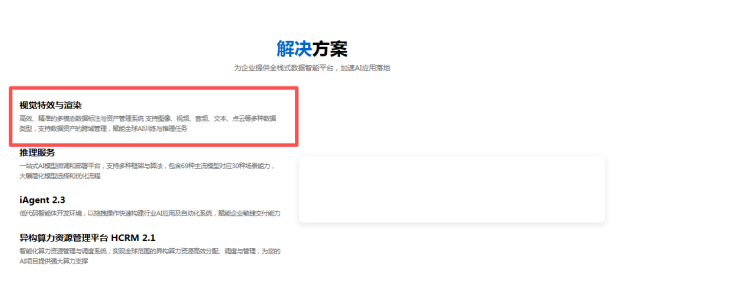 解决方案
为企业提供全栈式数据智能平台，加速AI应用落地
视觉特效与渲染
高效、精准的多模态数据标注与资产管理系统 支持图像、视频、音频、文本、点云等多种数据
类型，支持数据资产的跨域管理，赋能全球AI训练与推理任务
推理服务
一站式AI模型微调和部署平台，支持多种框架与算法，包含69种主流模型对应30种场景能力，
大幅简化模型选择和优化流程
iAgent 2.3
低代码智能体开发环境，以拖拽操作快速构建行业AI应用及自动化系统，赋能企业敏捷交付能力
异构算力资源管理平台 HCRM 2.1
智能化算力资源管理与调度系统，实现全球范围的异构算力资源高效分配、调度与管理，为您的
AI项目提供强大算力支撑